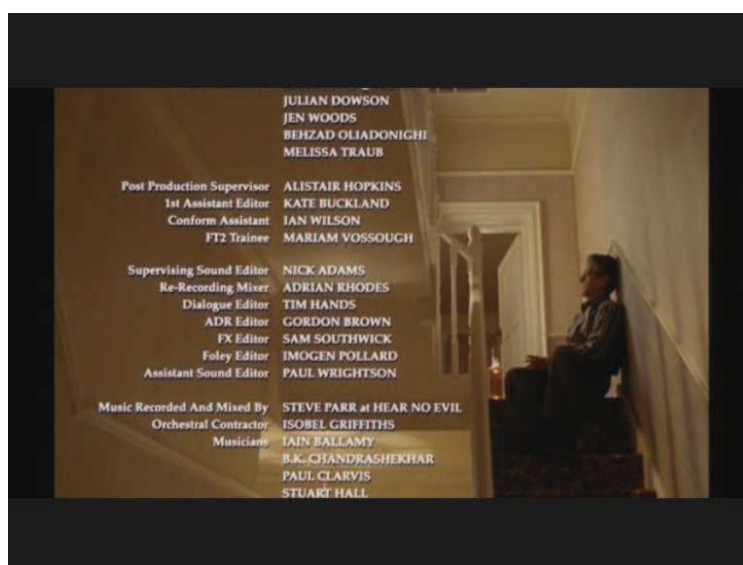 JULIAN DOWSON
JEN WOODS
BEHZAD OLIADONIGHI
MELISSA TRAUB
Post Production Supervisor ALISTAIR HOPKINS
1st Assistant Editor KATE BUCKLAND
Conform Assistant IAN WILSON
FT2 Trainee MARIAM VOSSOUGH
Supervising Sound Editor NICK ADAMS
Re-Recording Mixer ADRIAN RHODES
Dialogue Editor TIM HANDS
ADR Editor GORDON BROWN
FX Editor SAM SOUTHWICK
Foley Editor IMOGEN POLLARD
Assistant Sound Editor PAUL WRIGHTSON
Music Recorded And Mixed By STEVE PARR at HEAR NO EVIL
Orchestral Contractor ISOBEL GRIFFITHS
Musicians IAIN BALLAMY
B.K. CHANDRASHEKHAR
PAUL CLARVIS
STUART HALL